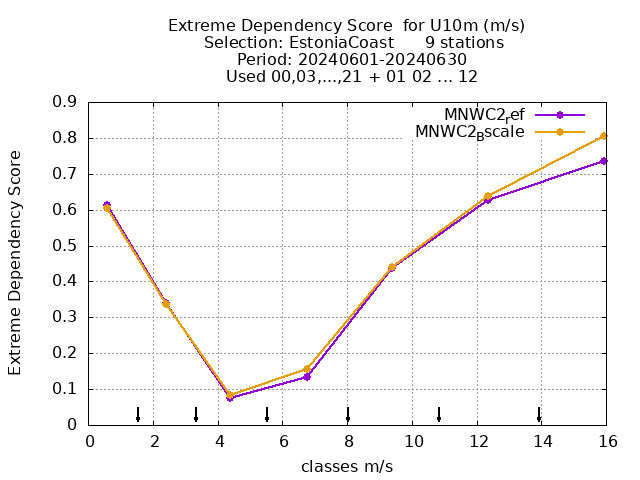 Extreme Dependency Score  for U10m (m/s)
Selection: EstoniaCoast      9 stations
Period: 20240601-20240630
Used 00,03,...,21 + 01 02 ... 12
MNWC2ref
MNWC2Bscale
Extreme Dependency Score
0.9
0.8
0.7
0.6
0.5
0.4
0.3
0.2
0.1
0
0 2 4 6 8 10 12 14 16
classes m/s